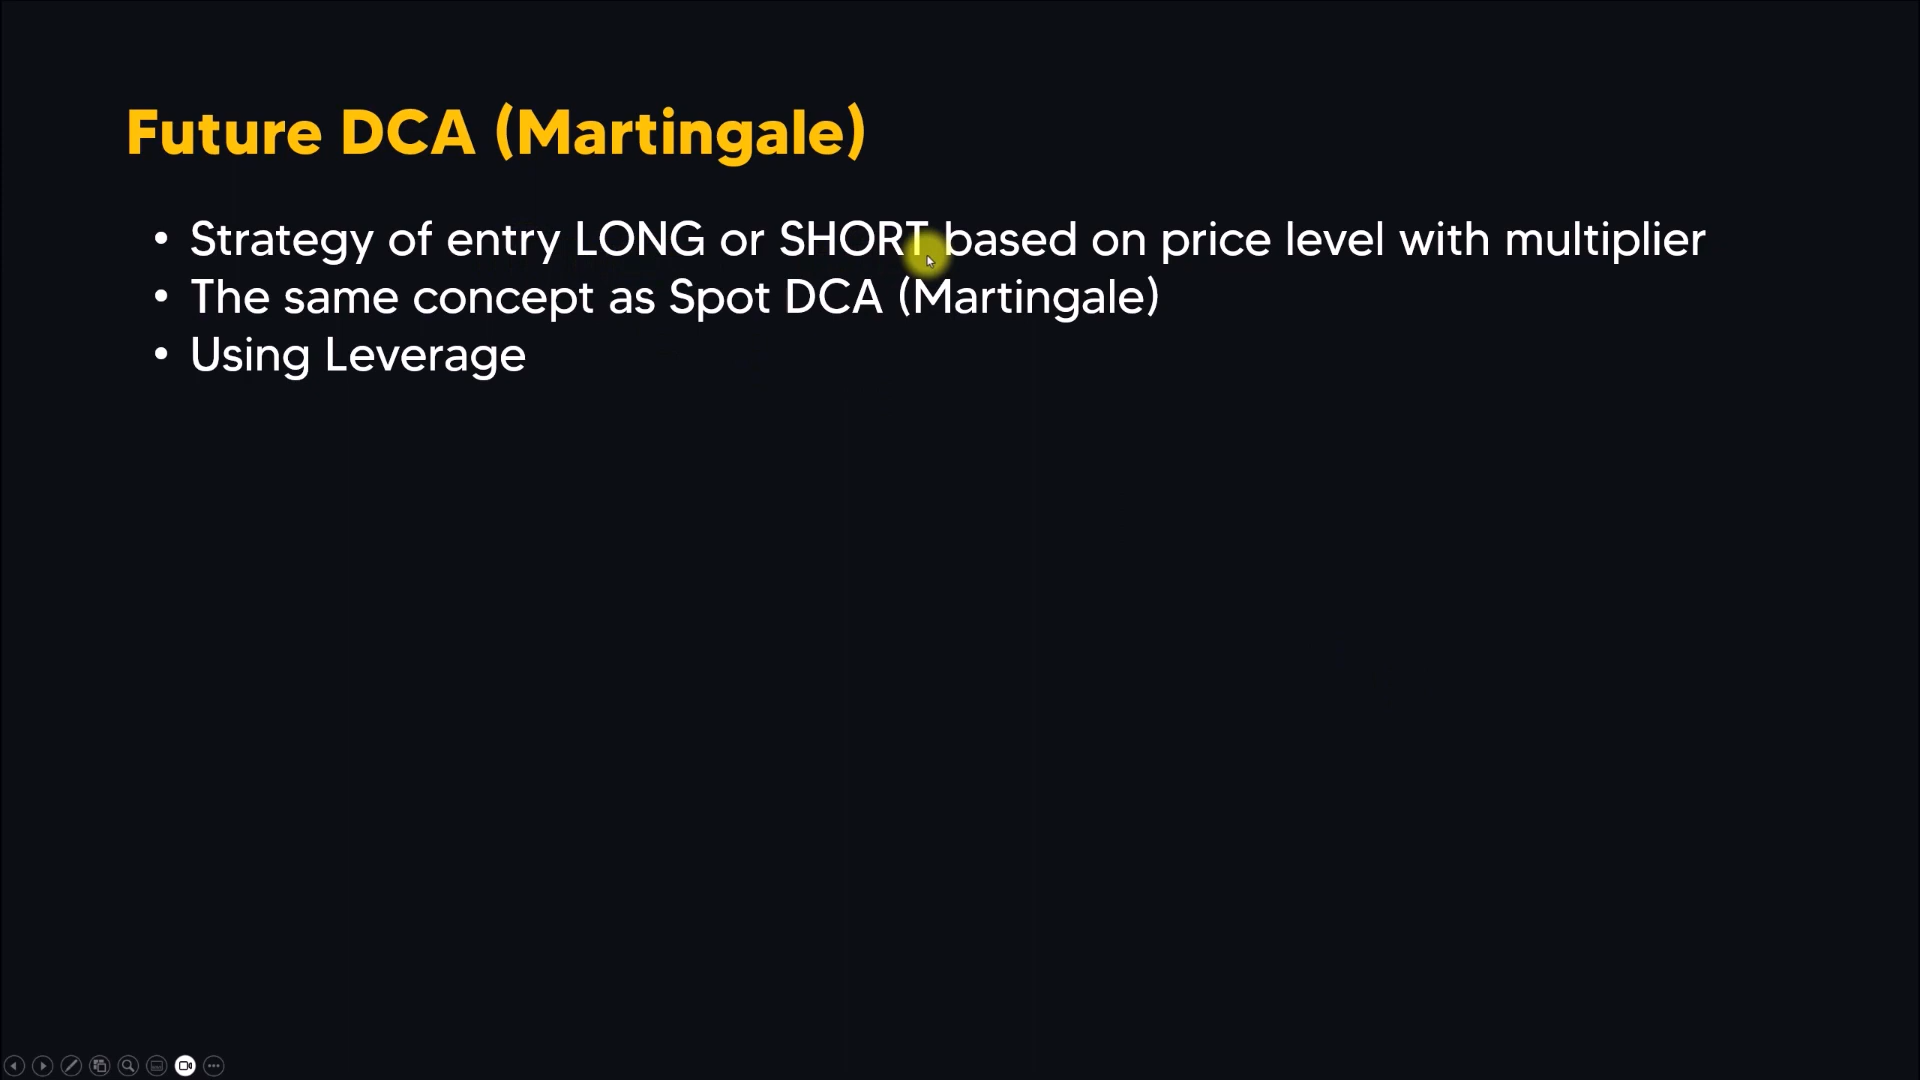 Future DCA (Martingale)
• Strategy of entry LONG or SHORT based on price level with multiplier
• The same concept as Spot DCA (Martingale)
• Using Leverage